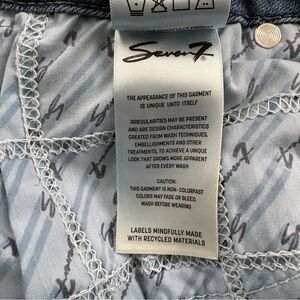 Seven7
THE APPEARANCE OF THIS GARMENT
IS UNIQUE UNTO ITSELF
IRREGULARITIES MAY BE PRESENT
AND ARE DESIGN CHARACTERISTICS
CREATED FROM WASH TECHNIQUES,
EMBELLISHMENTS AND OTHER
TREATMENTS, TO ACHIEVE A UNIQUE
LOOK THAT GROWS MORE APPARENT
AFTER EVERY WASH
CAUTION:
THIS GARMENT IS NON-COLORFAST
COLORS MAY BLEED.
WASH BEFORE WEARING
LABELS MINDFULLY MADE
WITH RECYCLED MATERIALS